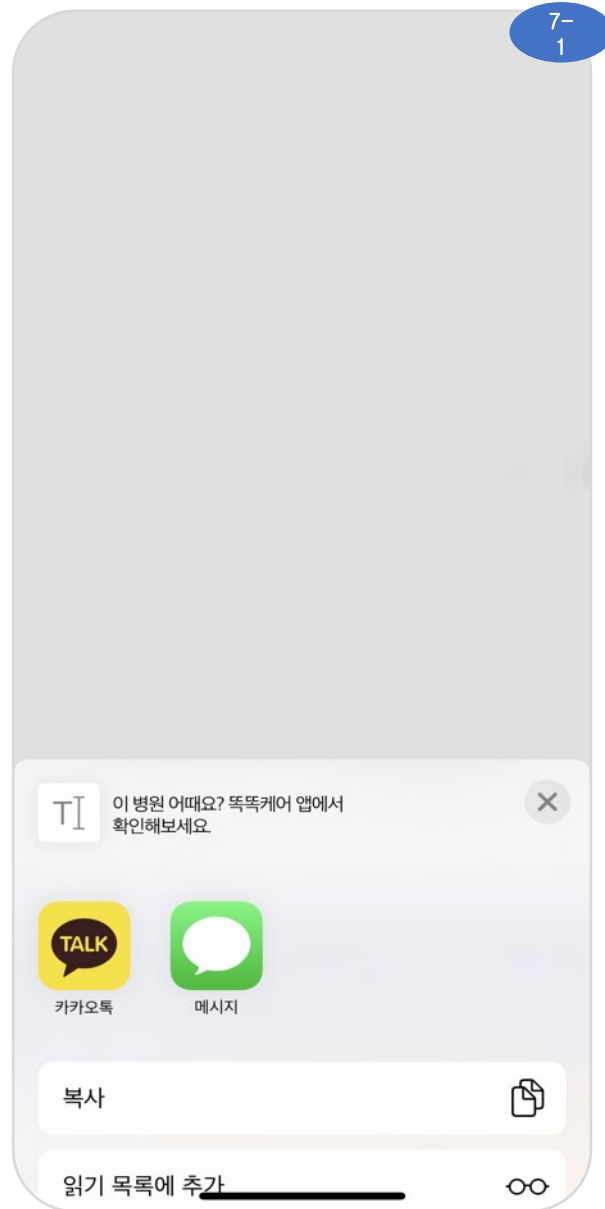 7-
1
이 병원 어때요? 똑똑케어 앱에서
확인해보세요.
TALK
카카오톡
메시지
복사
읽기 목록에 추가